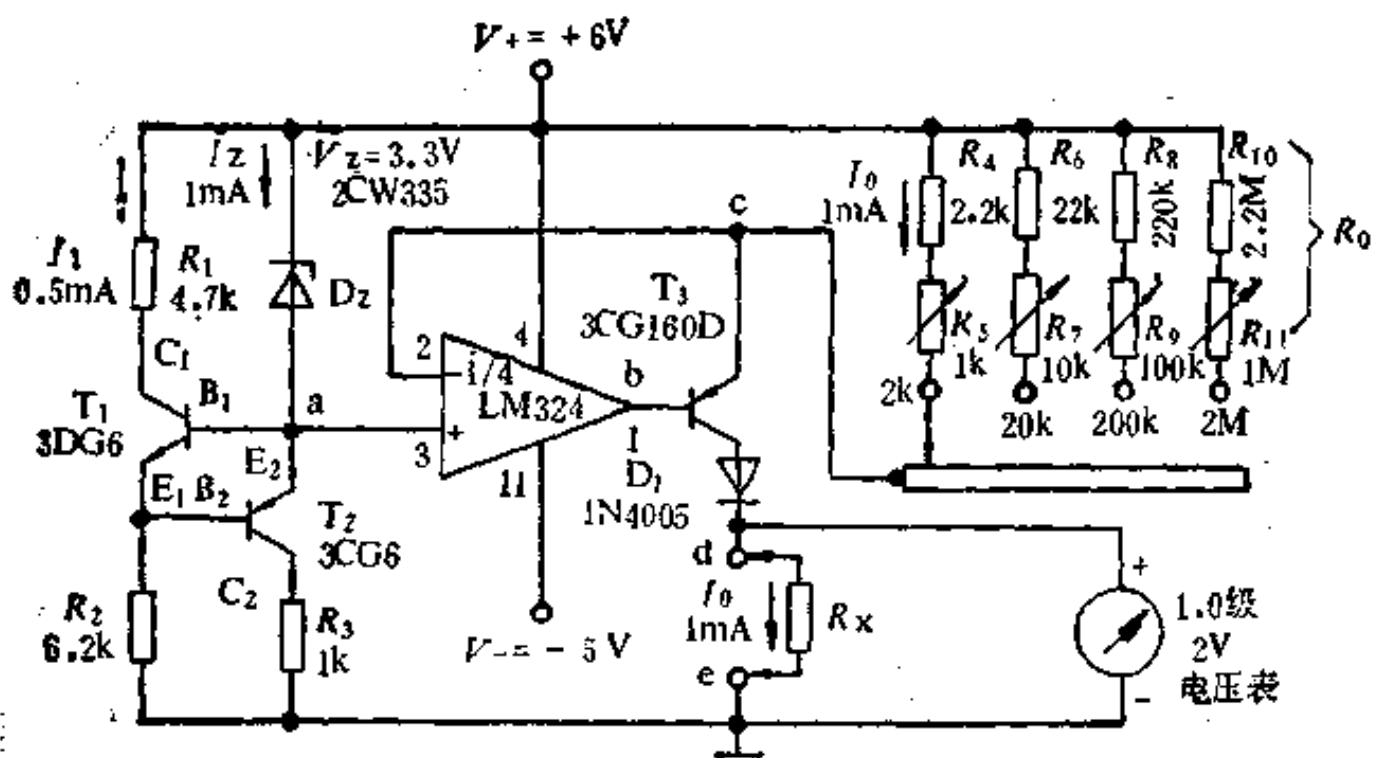 V+ = + 6V
Iz
1mA
Vz=3.3V
2CW335
I1
0.5mA
R1
4.7k
Dz
C1
B1
a
T1
3DG6
E1
B2
E2
T2
3CG6
C2
R2
6.2k
R3
1k
2
4
1/4
LM324
+
3
11
1
b
c
T3
3CG160D
D1
1N4005
V-= - 5V
d
I0
1mA
Rx
e
I0
1mA
R4
2.2k
R6
22k
R8
220k
R10
2.2M
R0
R5
1k
R7
10k
R9
100k
R11
1M
2k
20k
200k
2M
+
1.0级
2V
电压表
-